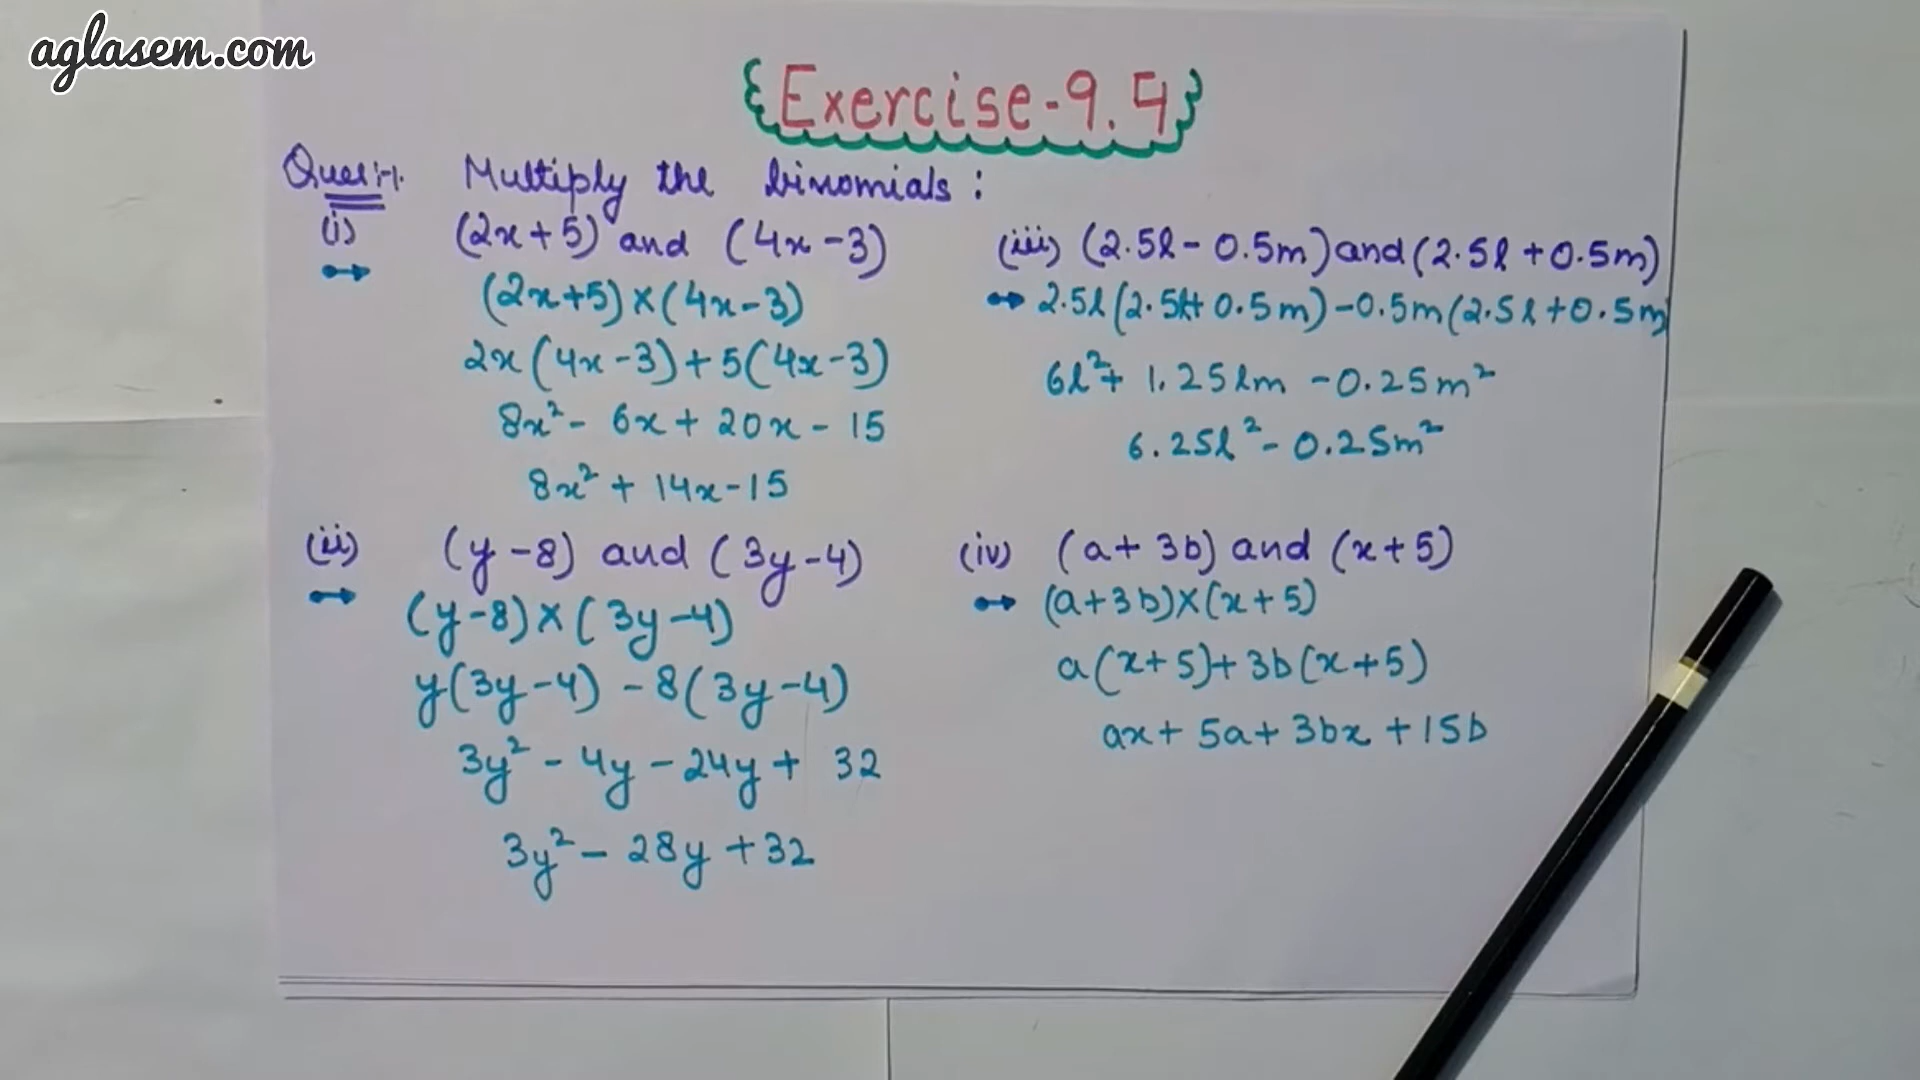 aglasem.com
Exercise-9.4
Ques:-1. Multiply the binomials :
(i) (2x+5) and (4x-3)
(2x+5)×(4x-3)
2x(4x-3)+5(4x-3)
8x² - 6x + 20x - 15
8x² + 14x-15
(ii) (y-8) and (3y-4)
(y-8)×(3y-4)
y(3y-4) -8(3y-4)
3y² - 4y - 24y + 32
3y² - 28y + 32
(iii) (2.5l - 0.5m) and (2.5l + 0.5m)
2.5l(2.5l+ 0.5m) -0.5m(2.5l+0.5m)
6l²+ 1.25lm - 0.25m²
6.25l² - 0.25m²
(iv) (a+ 3b) and (x+5)
(a+3b)×(x+5)
a(x+5)+3b(x+5)
ax+ 5a+ 3bx +15b